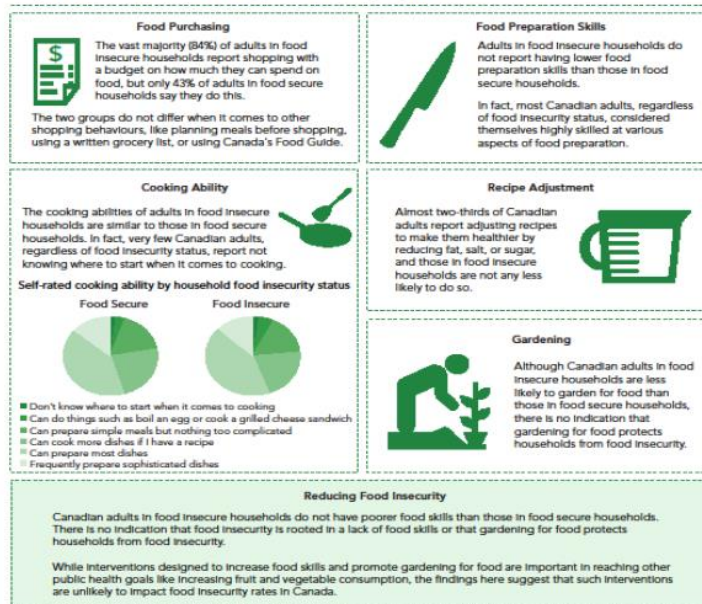 Food Purchasing
The vast majority (84%) of adults in food
insecure households report shopping with
a budget on how much they can spend on
food, but only 43% of adults in food secure
households say they do this.
The two groups do not differ when it comes to other
shopping behaviours, like planning meals before shopping,
using a written grocery list, or using Canada's Food Guide.
Food Preparation Skills
Adults in food insecure households do
not report having lower food
preparation skills than those in food
secure households.
In fact, most Canadian adults, regardless
of food insecurity status, considered
themselves highly skilled at various
aspects of food preparation.
Cooking Ability
The cooking abilities of adults in food insecure
households are similar to those in food secure
households. In fact, very few Canadian adults,
regardless of food insecurity status, report not
knowing where to start when it comes to cooking.
Self-rated cooking ability by household food insecurity status
Food Secure
Food Insecure
Don't know where to start when it comes to cooking
Can do things such as boil an egg or cook a grilled cheese sandwich
Can prepare simple meals but nothing too complicated
Can cook more dishes if I have a recipe
Can prepare most dishes
Frequently prepare sophisticated dishes
Recipe Adjustment
Almost two-thirds of Canadian
adults report adjusting recipes
to make them healthier by
reducing fat, salt, or sugar,
and those in food insecure
households are not any less
likely to do so.
Gardening
Although Canadian adults in food
insecure households are less
likely to garden for food than
those in food secure households,
there is no indication that
gardening for food protects
households from food insecurity.
Reducing Food Insecurity
Canadian adults in food insecure households do not have poorer food skills than those in food secure households.
There is no indication that food insecurity is rooted in a lack of food skills or that gardening for food protects
households from food insecurity.
While interventions designed to increase food skills and promote gardening for food are important in reaching other
public health goals like increasing fruit and vegetable consumption, the findings here suggest that such interventions
are unlikely to impact food insecurity rates in Canada.
$